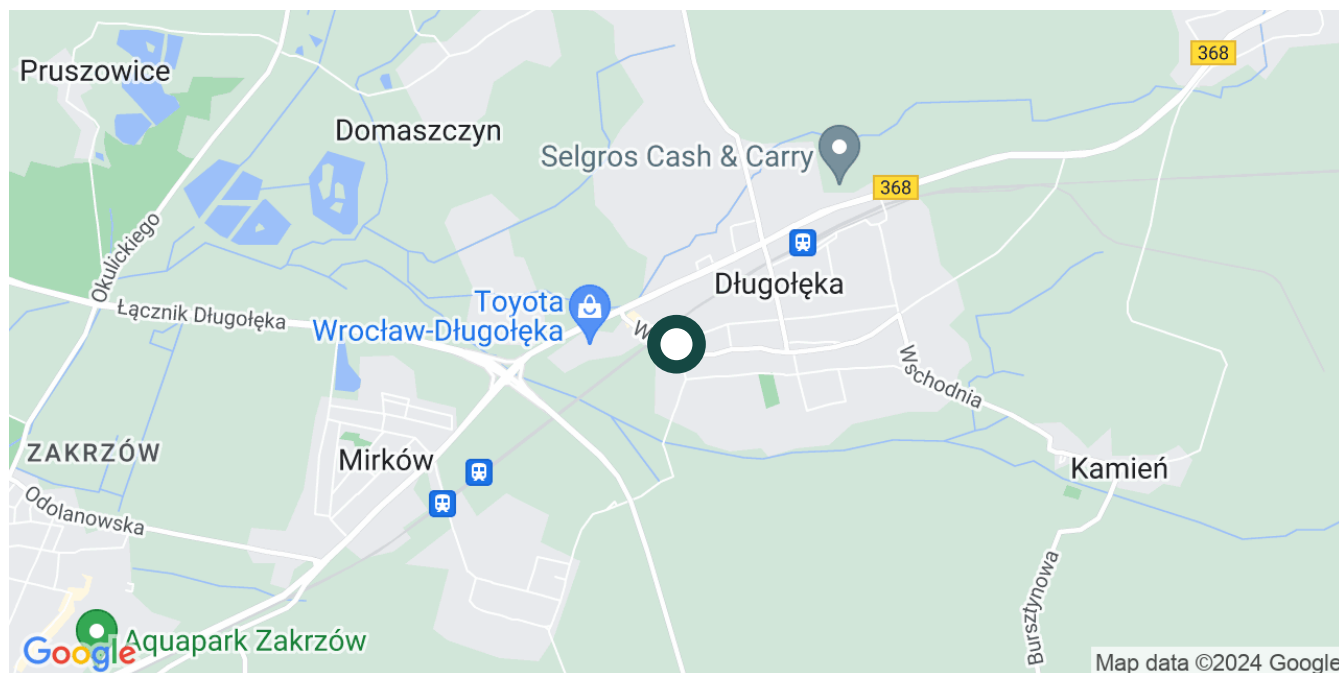 368
Pruszowice
Domaszczyn
Selgros Cash & Carry
368
Okulickiego
Łącznik Długołęka
Długołęka
Toyota
Wrocław-Długołęka
Wschodnia
ZAKRZÓW
Mirków
Kamień
Odolanowska
Bursztynowa
Aquapark Zakrzów
Google
Map data ©2024 Google